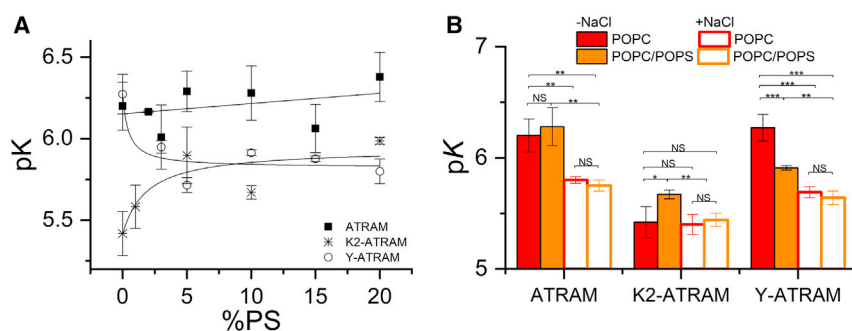 A
6.5
6.0
5.5
pK
0
5
10
15
20
%PS
ATRAM
K2-ATRAM
Y-ATRAM
B
-NaCl
+NaCl
POPC
POPC
POPC/POPS
POPC/POPS
7
6
5
pK
**
**
NS
**
NS
NS
NS
*
**
NS
***
***
***
**
NS
ATRAM
K2-ATRAM
Y-ATRAM